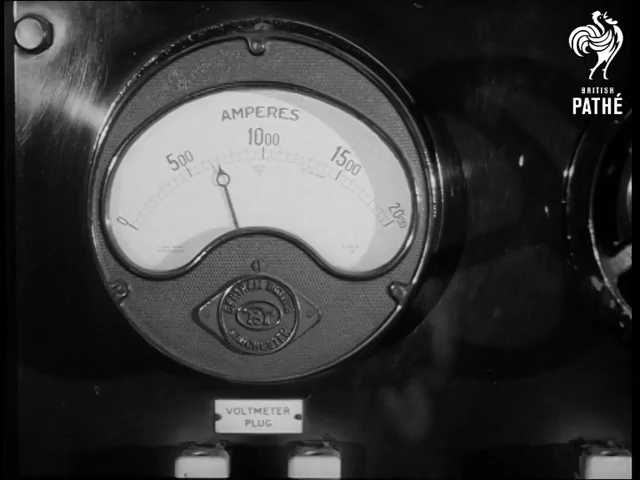 AMPERES
0
500
1000
1500
2000
VOLTMETER
PLUG
BRITISH
PATHÉ